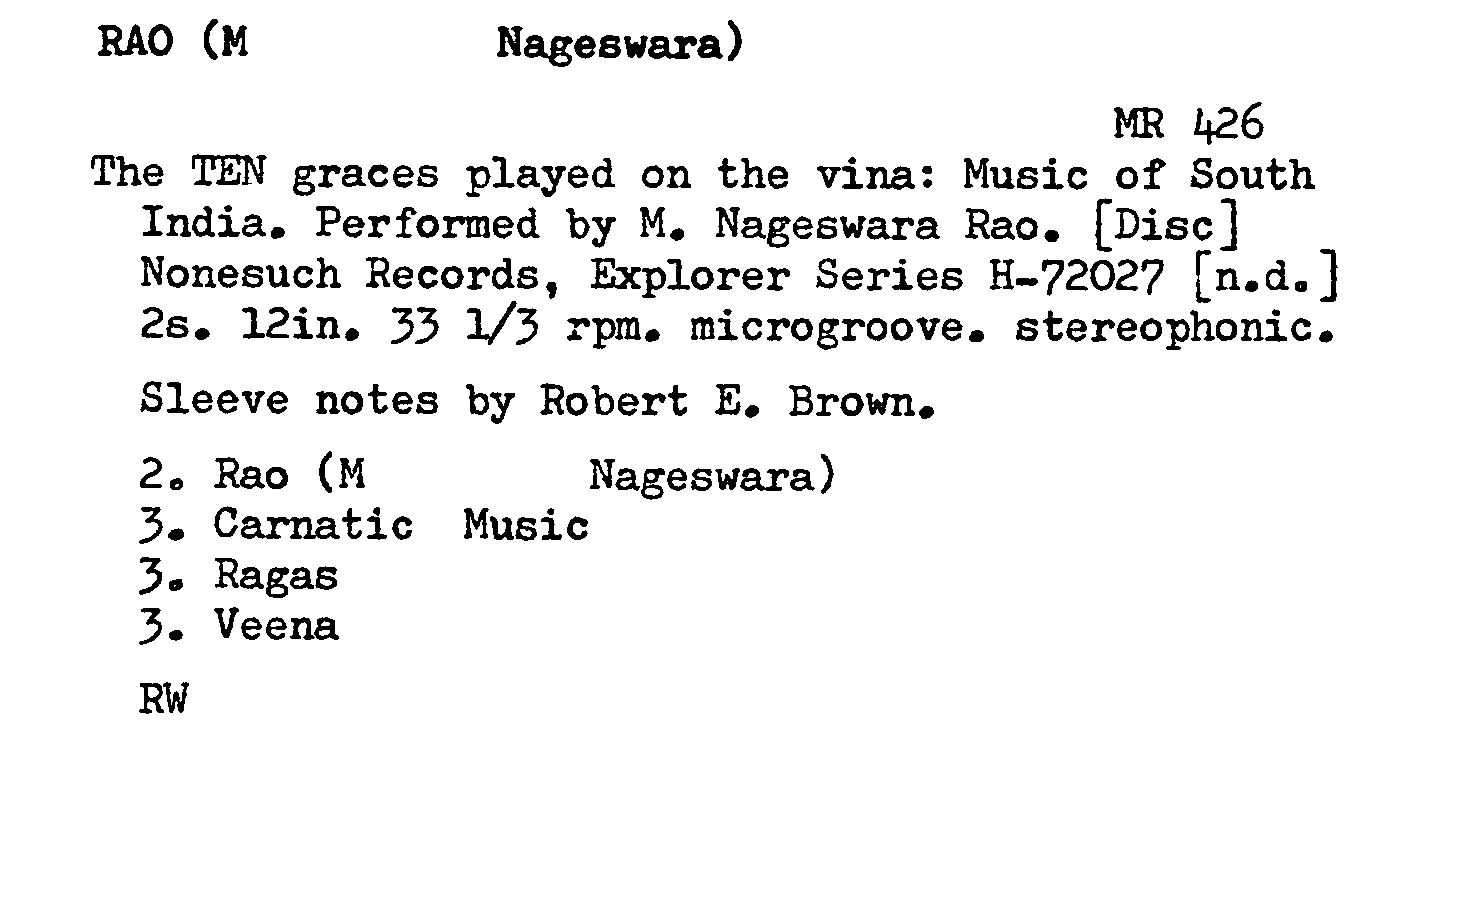 RAO (M Nageswara)
MR 426
The TEN graces played on the vina: Music of South
India. Performed by M. Nageswara Rao. [Disc]
Nonesuch Records, Explorer Series H-72027 [n.d.]
2s. 12in. 33 1/3 rpm. microgroove. stereophonic.
Sleeve notes by Robert E. Brown.
2. Rao (M Nageswara)
3. Carnatic Music
3. Ragas
3. Veena
RW